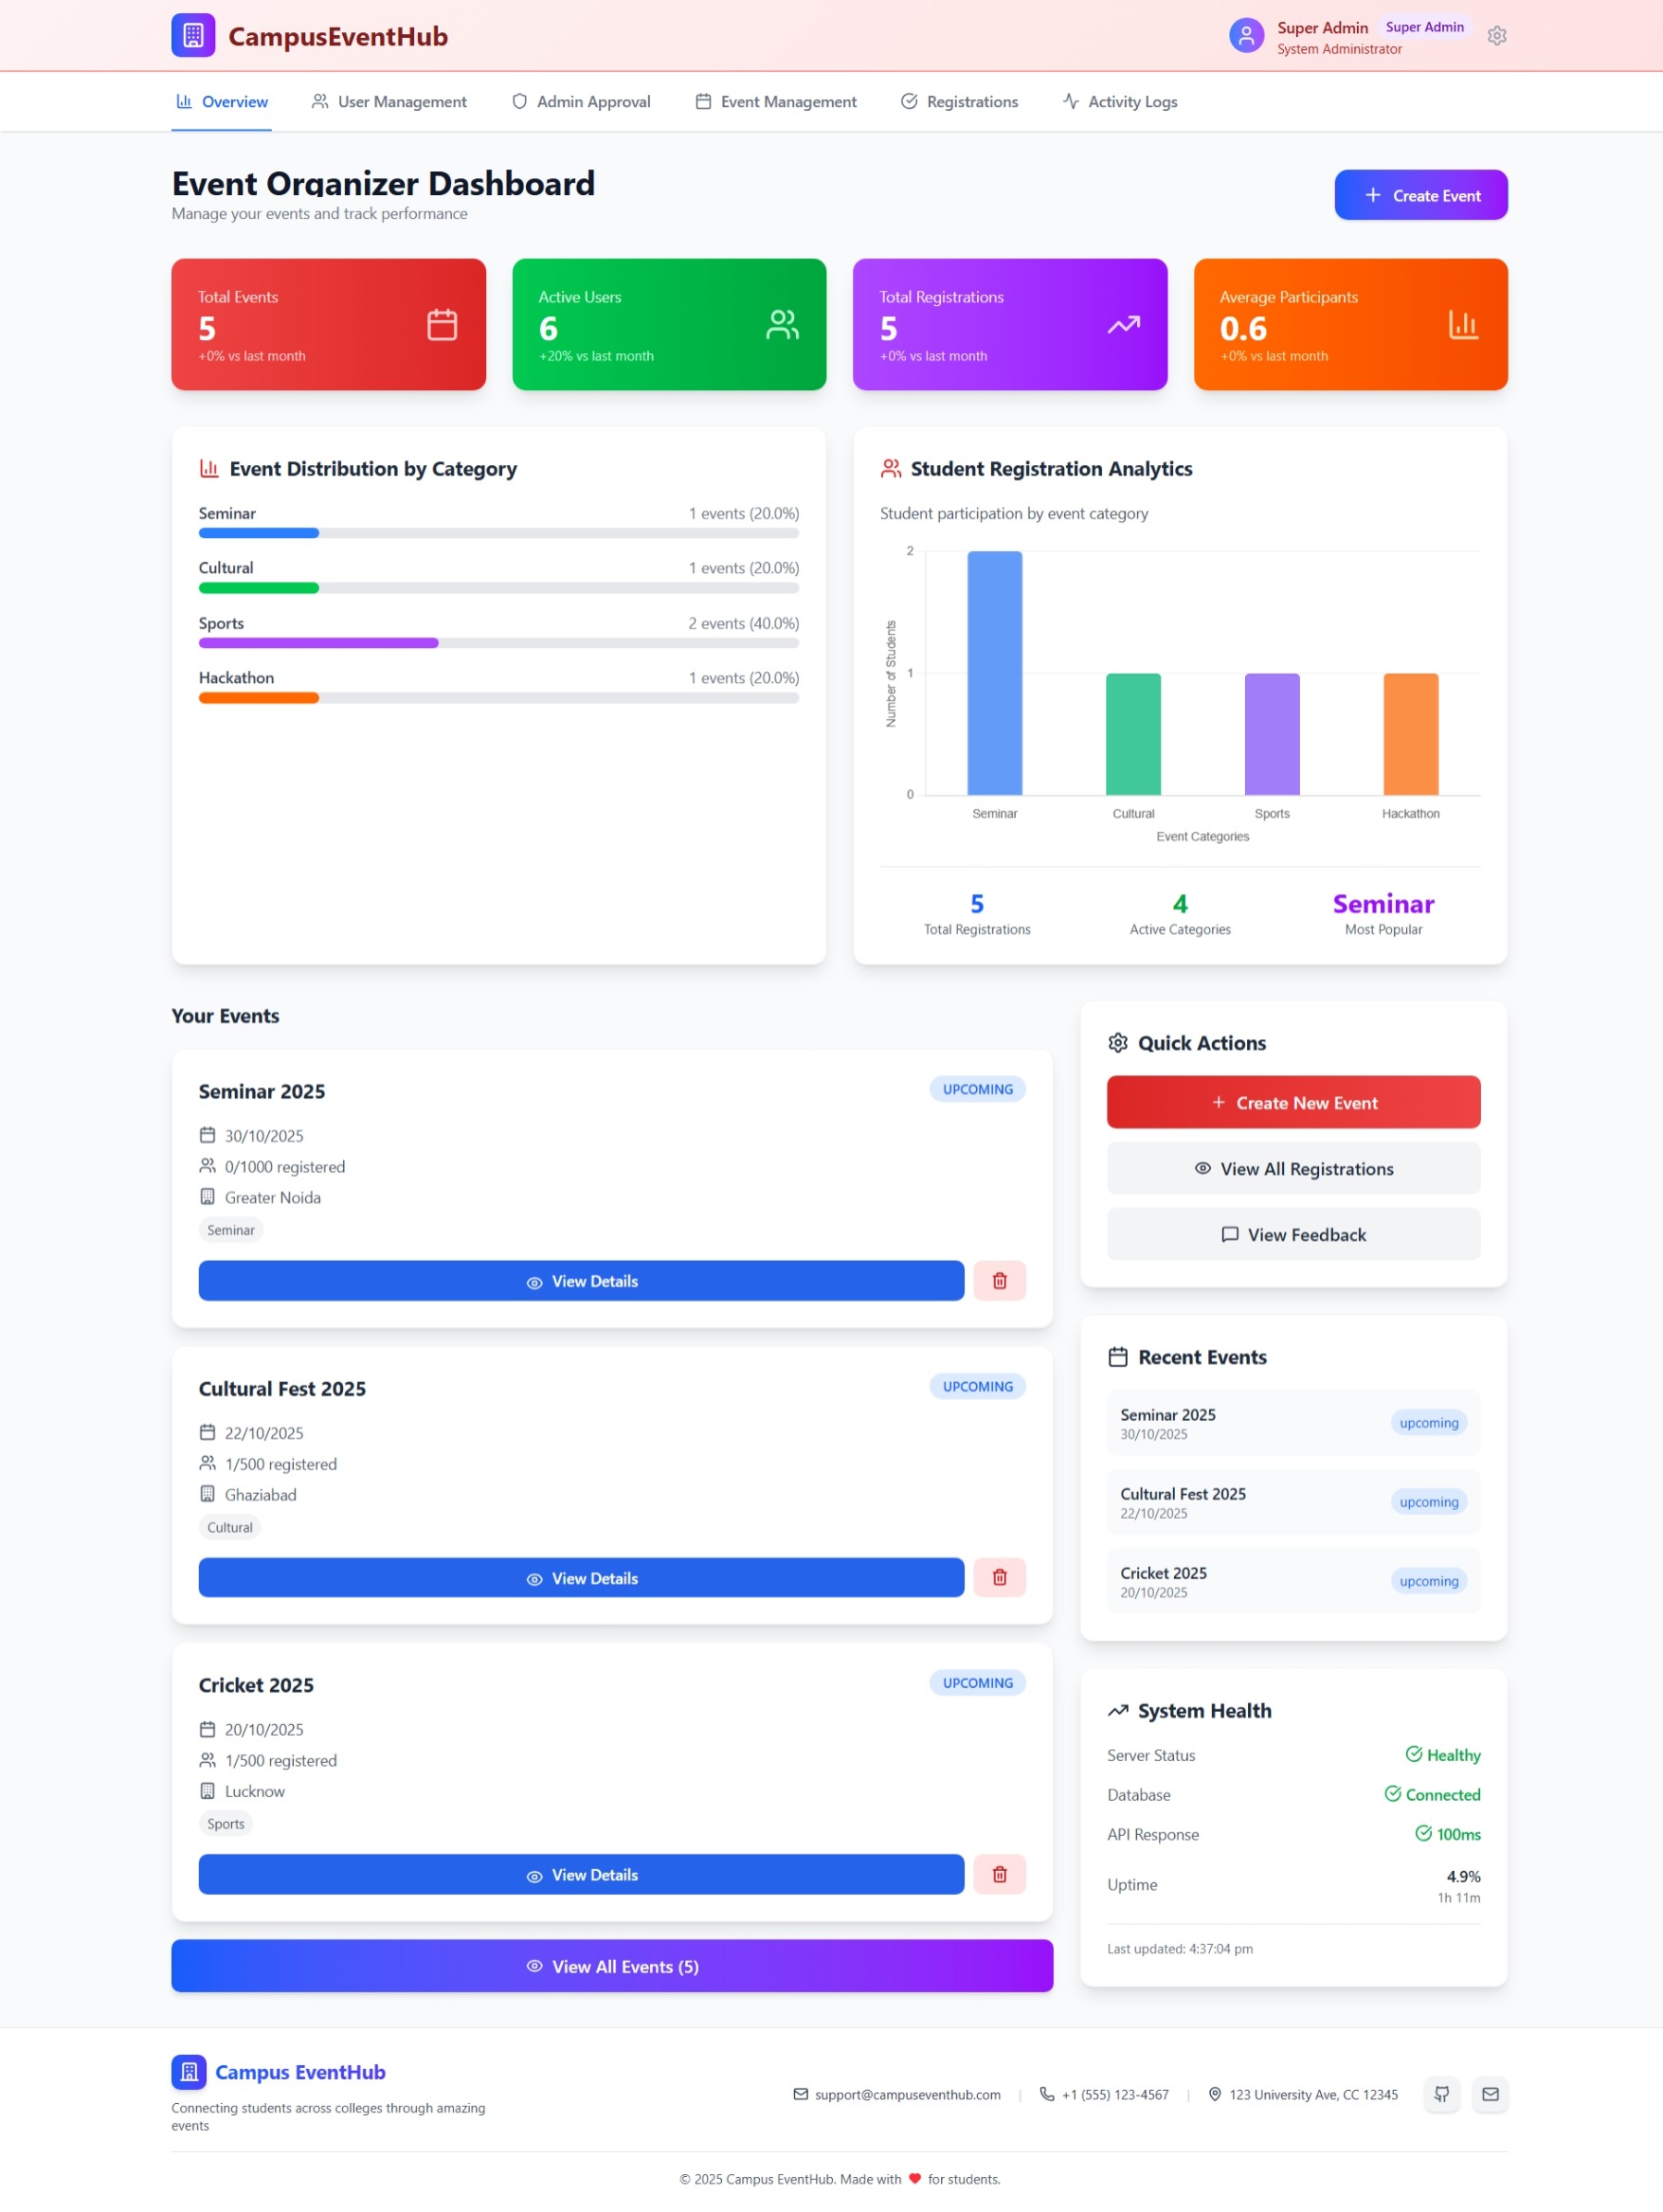 CampusEventHub
Super Admin Super Admin
System Administrator
Overview User Management Admin Approval Event Management Registrations Activity Logs
Event Organizer Dashboard
Manage your events and track performance
Create Event
Total Events
5
+0% vs last month
Active Users
6
+20% vs last month
Total Registrations
5
+0% vs last month
Average Participants
0.6
+0% vs last month
Event Distribution by Category
Seminar 1 events (20.0%)
Cultural 1 events (20.0%)
Sports 2 events (40.0%)
Hackathon 1 events (20.0%)
Student Registration Analytics
Student participation by event category
Number of Students
2
1
0
Seminar Cultural Sports Hackathon
Event Categories
5
Total Registrations
4
Active Categories
Seminar
Most Popular
Your Events
Seminar 2025 UPCOMING
30/10/2025
0/1000 registered
Greater Noida
Seminar
View Details
Cultural Fest 2025 UPCOMING
22/10/2025
1/500 registered
Ghaziabad
Cultural
View Details
Cricket 2025 UPCOMING
20/10/2025
1/500 registered
Lucknow
Sports
View Details
View All Events (5)
Quick Actions
Create New Event
View All Registrations
View Feedback
Recent Events
Seminar 2025
30/10/2025
upcoming
Cultural Fest 2025
22/10/2025
upcoming
Cricket 2025
20/10/2025
upcoming
System Health
Server Status Healthy
Database Connected
API Response 100ms
Uptime 4.9%
1h 11m
Last updated: 4:37:04 pm
Campus EventHub
Connecting students across colleges through amazing
events
support@campuseventhub.com | +1 (555) 123-4567 | 123 University Ave, CC 12345
© 2025 Campus EventHub. Made with ❤ for students.